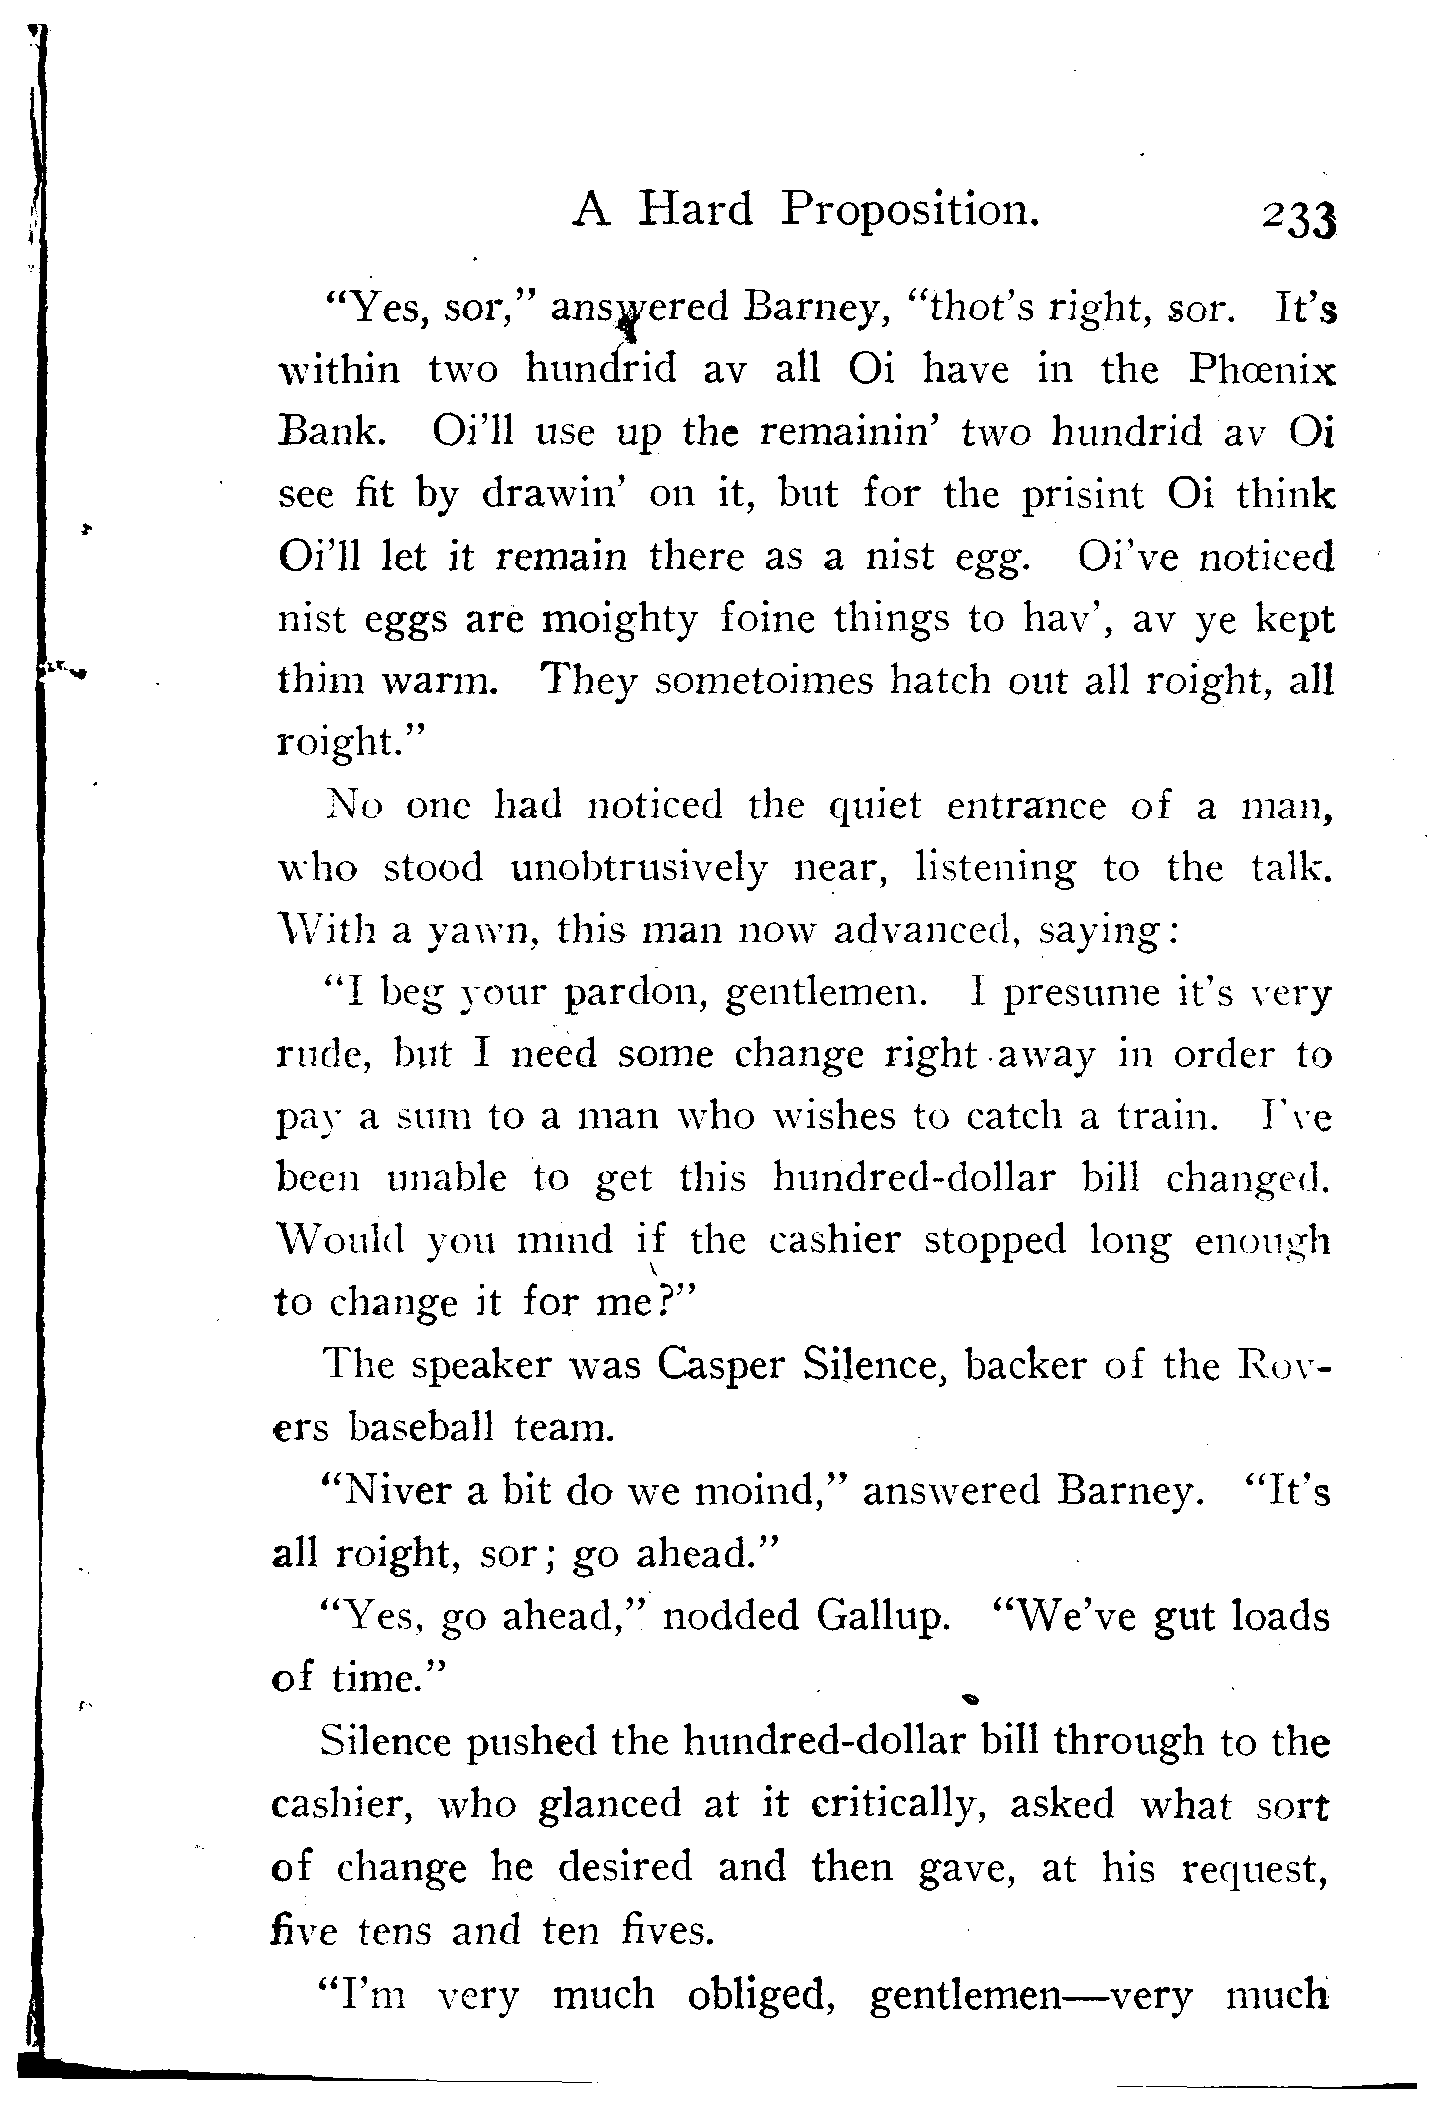 A Hard Proposition. 233
“Yes, sor,” answered Barney, “thot’s right, sor. It’s
within two hundrid av all Oi have in the Phœnix
Bank. Oi’ll use up the remainin’ two hundrid av Oi
see fit by drawin’ on it, but for the prisint Oi think
Oi’ll let it remain there as a nist egg. Oi’ve noticed
nist eggs are moighty foine things to hav’, av ye kept
thim warm. They sometoimes hatch out all roight, all
roight.”
No one had noticed the quiet entrance of a man,
who stood unobtrusively near, listening to the talk.
With a yawn, this man now advanced, saying:
“I beg your pardon, gentlemen. I presume it’s very
rude, but I need some change right away in order to
pay a sum to a man who wishes to catch a train. I’ve
been unable to get this hundred-dollar bill changed.
Would you mind if the cashier stopped long enough
to change it for me?”
The speaker was Casper Silence, backer of the Rov-
ers baseball team.
“Niver a bit do we moind,” answered Barney. “It’s
all roight, sor; go ahead.”
“Yes, go ahead,” nodded Gallup. “We’ve gut loads
of time.”
Silence pushed the hundred-dollar bill through to the
cashier, who glanced at it critically, asked what sort
of change he desired and then gave, at his request,
five tens and ten fives.
“I’m very much obliged, gentlemen—very much